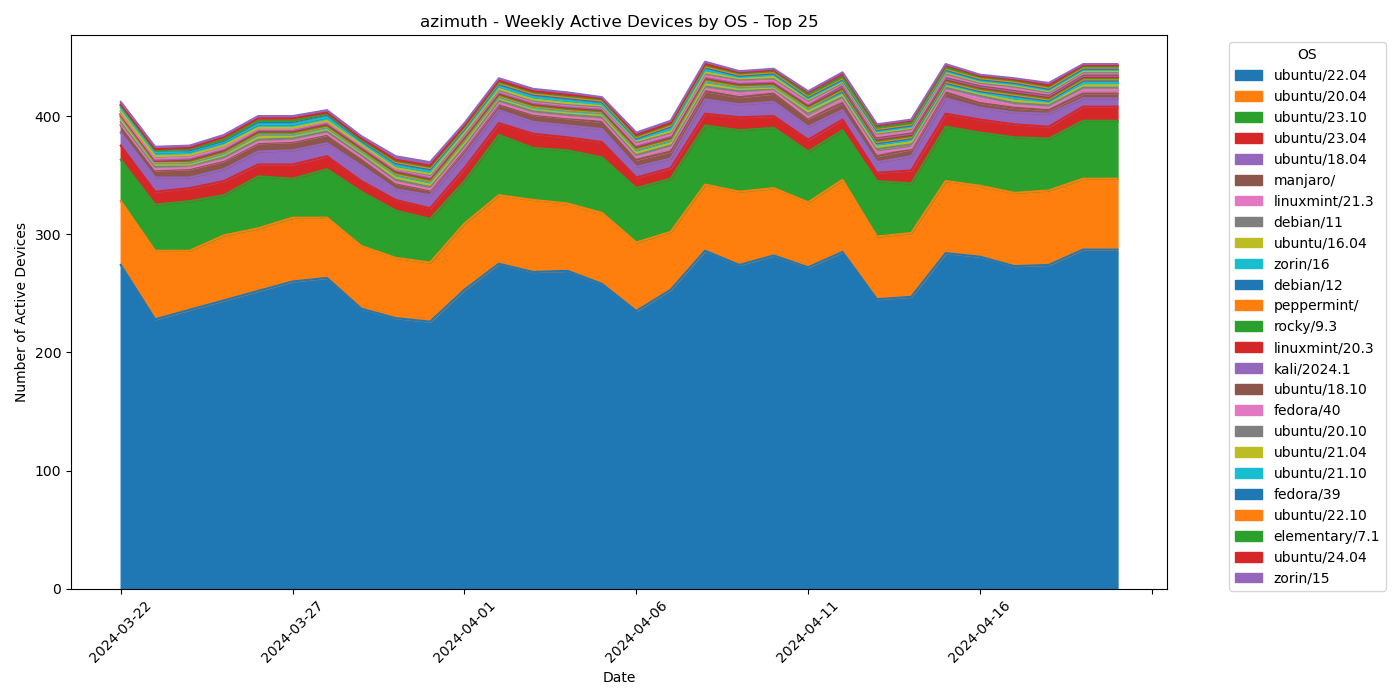 azimuth - Weekly Active Devices by OS - Top 25
Number of Active Devices
400
300
200
100
0
2024-03-22
2024-03-27
2024-04-01
2024-04-06
2024-04-11
2024-04-16
Date
OS
ubuntu/22.04
ubuntu/20.04
ubuntu/23.10
ubuntu/23.04
ubuntu/18.04
manjaro/
linuxmint/21.3
debian/11
ubuntu/16.04
zorin/16
debian/12
peppermint/
rocky/9.3
linuxmint/20.3
kali/2024.1
ubuntu/18.10
fedora/40
ubuntu/20.10
ubuntu/21.04
ubuntu/21.10
fedora/39
ubuntu/22.10
elementary/7.1
ubuntu/24.04
zorin/15